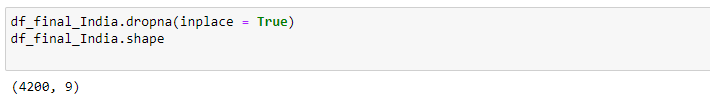 df_final_India.dropna(inplace = True)
df_final_India.shape
(4200, 9)